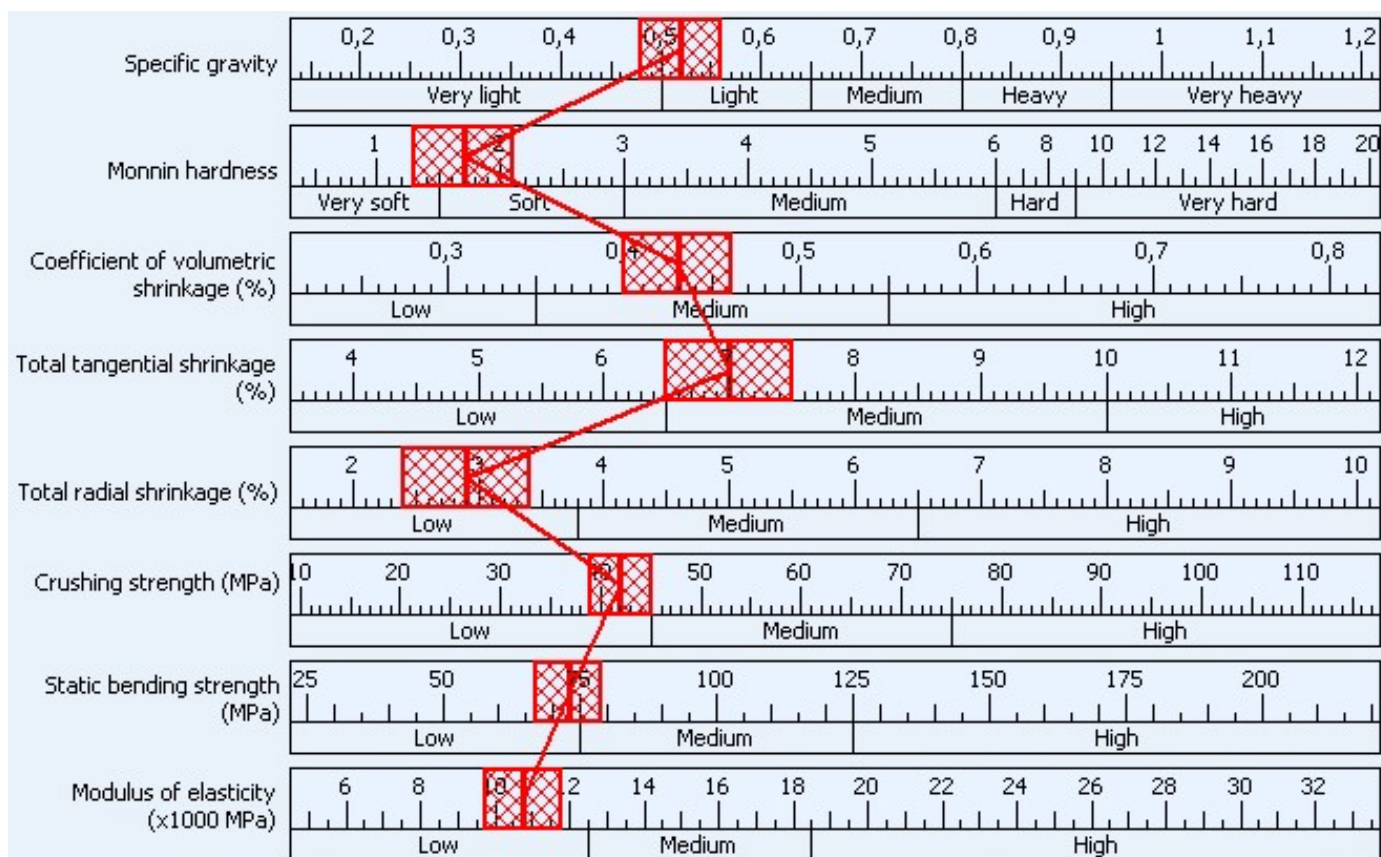 0,2 0,3 0,4 0,5 0,6 0,7 0,8 0,9 1 1,1 1,2
Specific gravity
Very light Light Medium Heavy Very heavy
1 2 3 4 5 6 8 10 12 14 16 18 20
Monnin hardness
Very soft Soft Medium Hard Very hard
0,3 0,4 0,5 0,6 0,7 0,8
Coefficient of volumetric
shrinkage (%)
Low Medium High
4 5 6 7 8 9 10 11 12
Total tangential shrinkage
(%)
Low Medium High
2 3 4 5 6 7 8 9 10
Total radial shrinkage (%)
Low Medium High
10 20 30 40 50 60 70 80 90 100 110
Crushing strength (MPa)
Low Medium High
25 50 75 100 125 150 175 200
Static bending strength
(MPa)
Low Medium High
6 8 10 12 14 16 18 20 22 24 26 28 30 32
Modulus of elasticity
(x1000 MPa)
Low Medium High